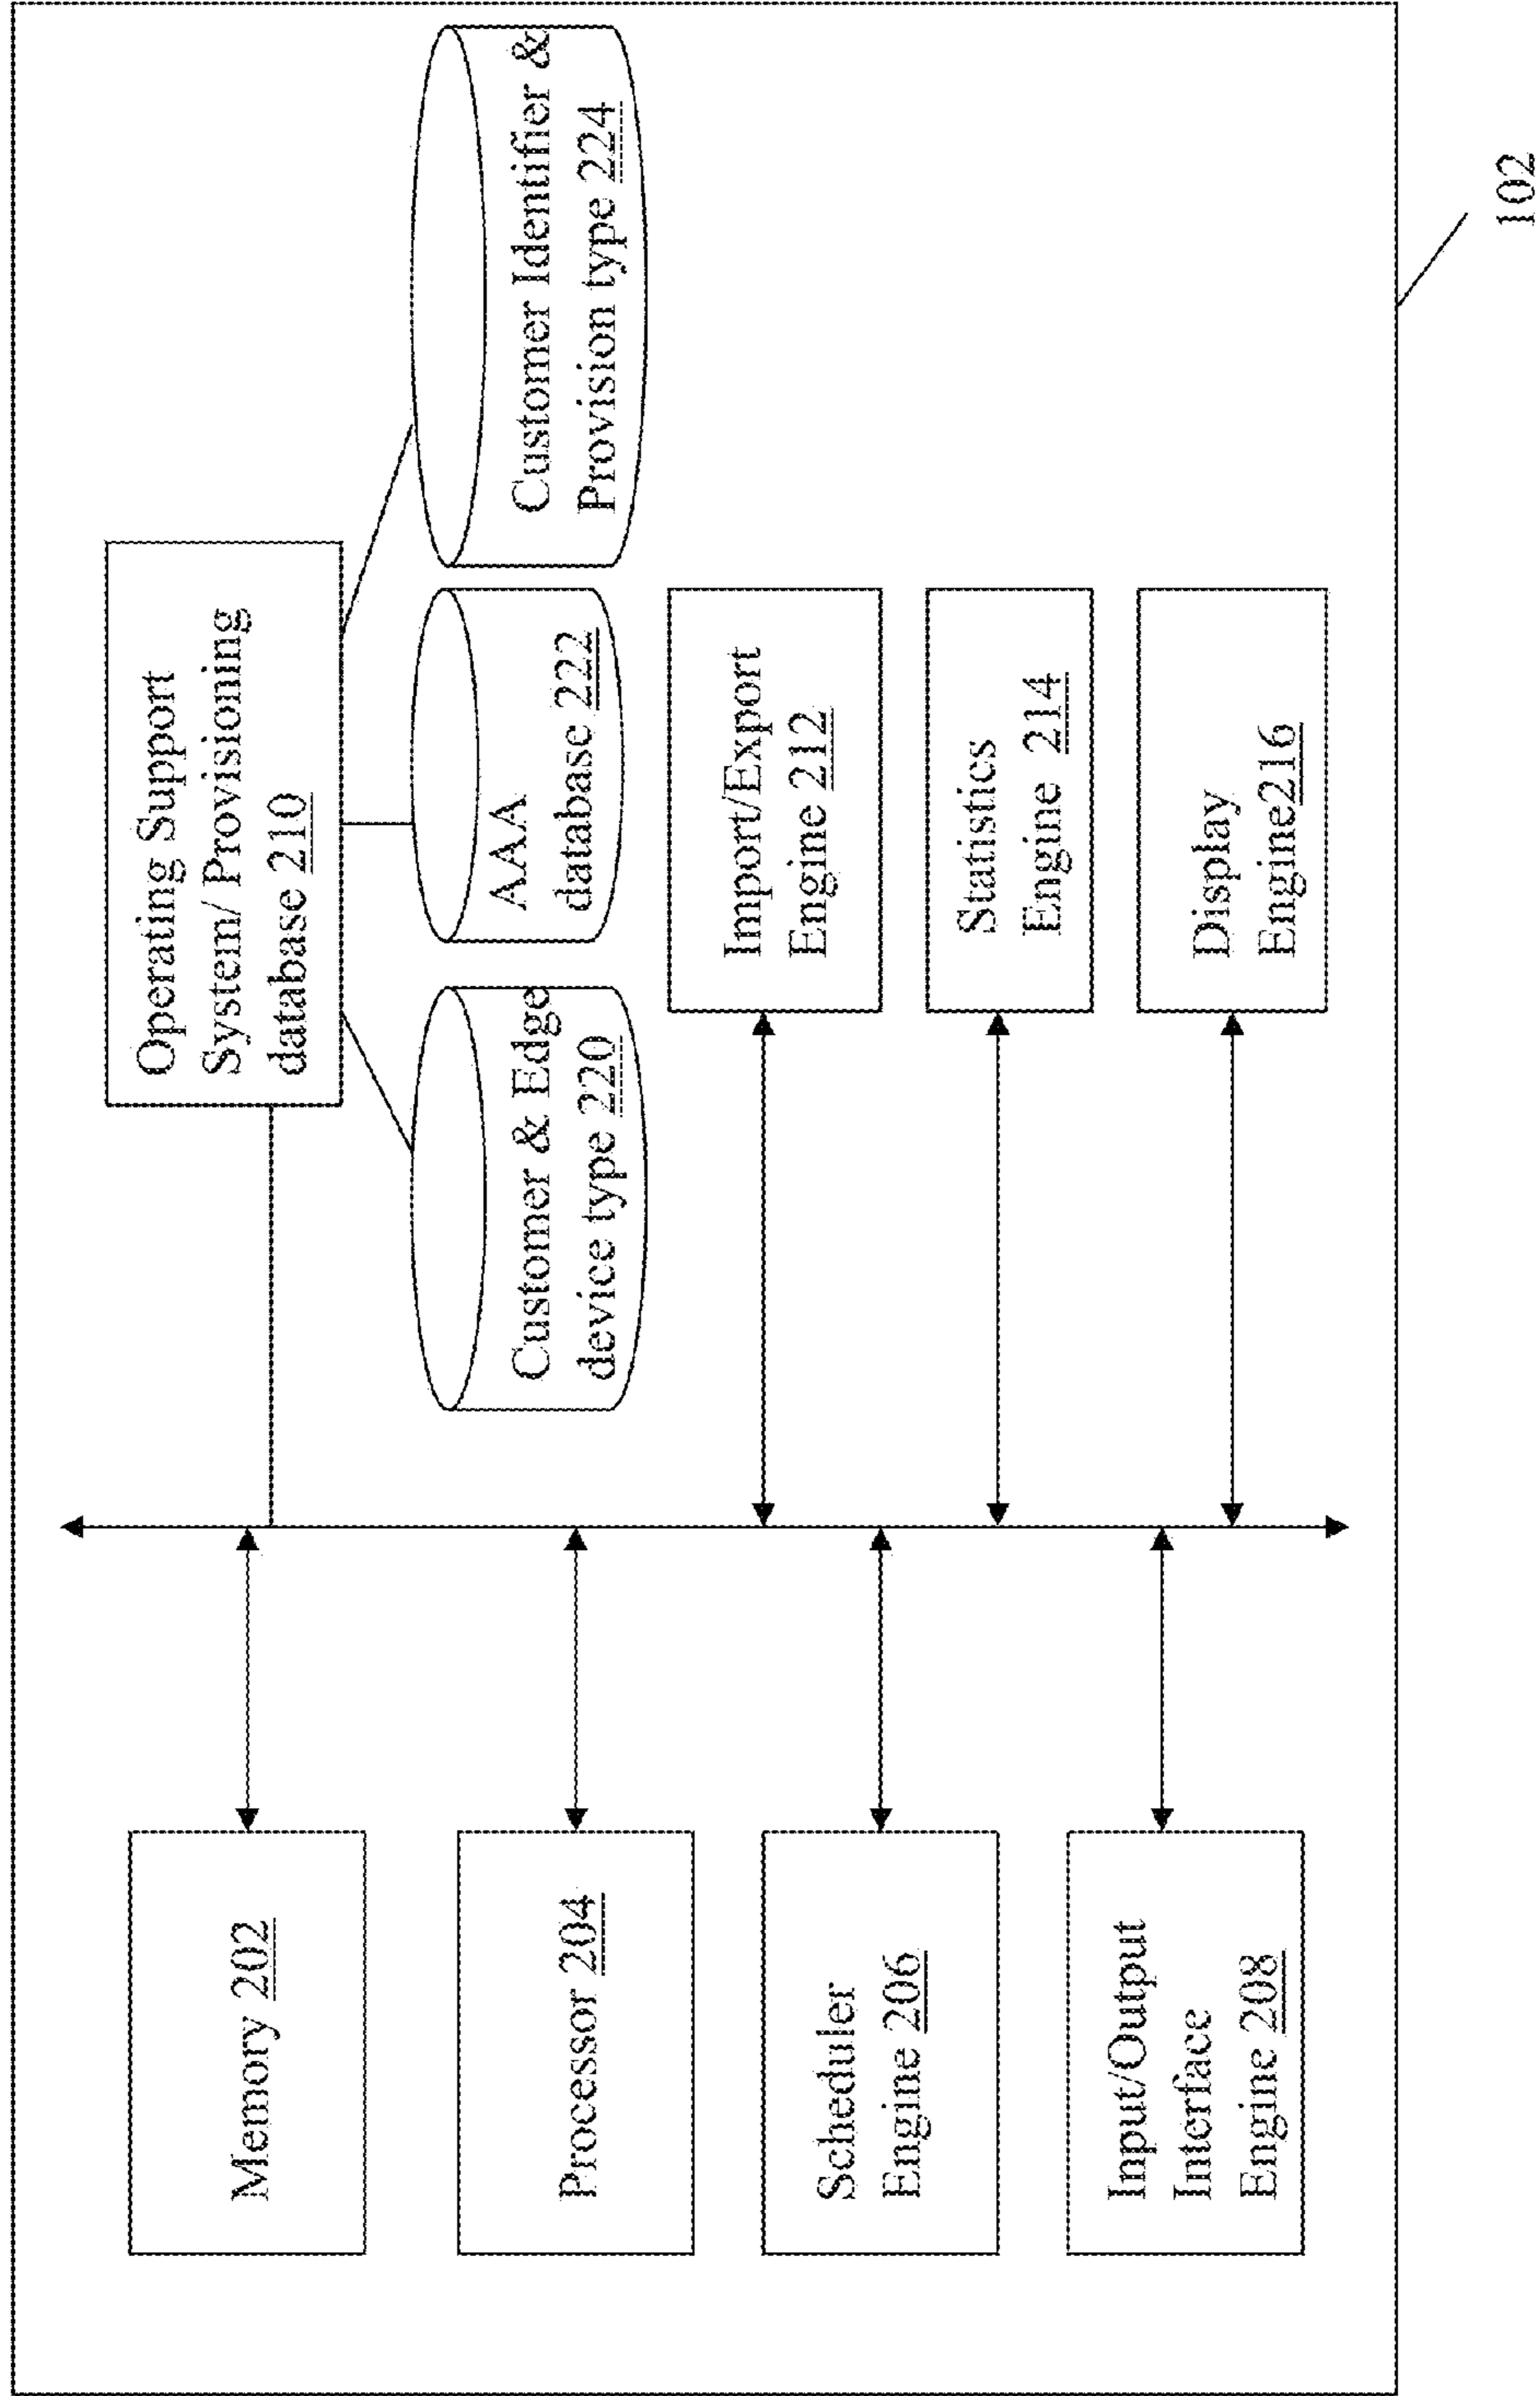 Memory 202
Processor 204
Scheduler
Engine 206
Input/Output
Interface
Engine 208
Operating Support
System/ Provisioning
database 210
Customer & Edge
device type 220
AAA
database 222
Customer Identifier &
Provision type 224
Import/Export
Engine 212
Statistics
Engine 214
Display
Engine216
102